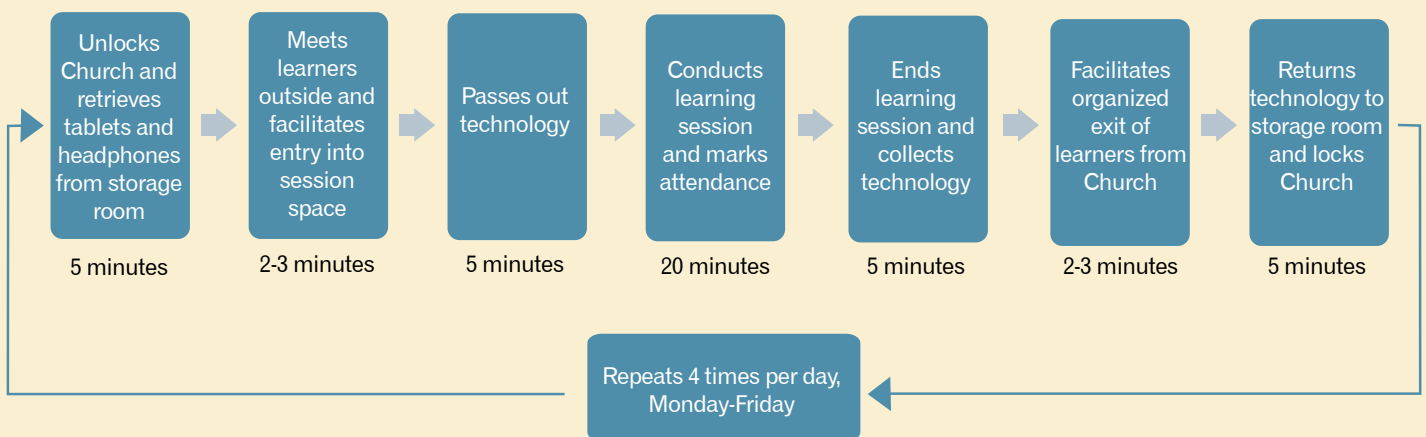 Unlocks
Church and
retrieves
tablets and
headphones
from storage
room
5 minutes
Meets
learners
outside and
facilitates
entry into
session
space
2-3 minutes
Passes out
technology
5 minutes
Conducts
learning
session
and marks
attendance
20 minutes
Ends
learning
session and
collects
technology
5 minutes
Facilitates
organized
exit of
learners from
Church
2-3 minutes
Returns
technology to
storage room
and locks
Church
5 minutes
Repeats 4 times per day,
Monday-Friday